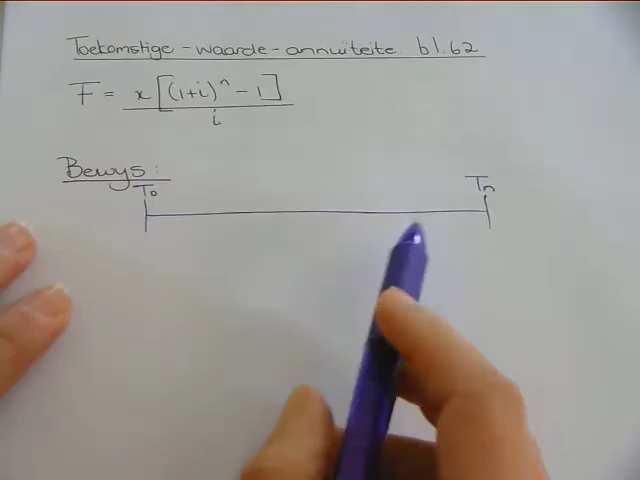 Toekomstige-waarde-annuïteite bl.62
F = x[(1+i)^n - 1]
i
Bewys:
T₀ Tₙ